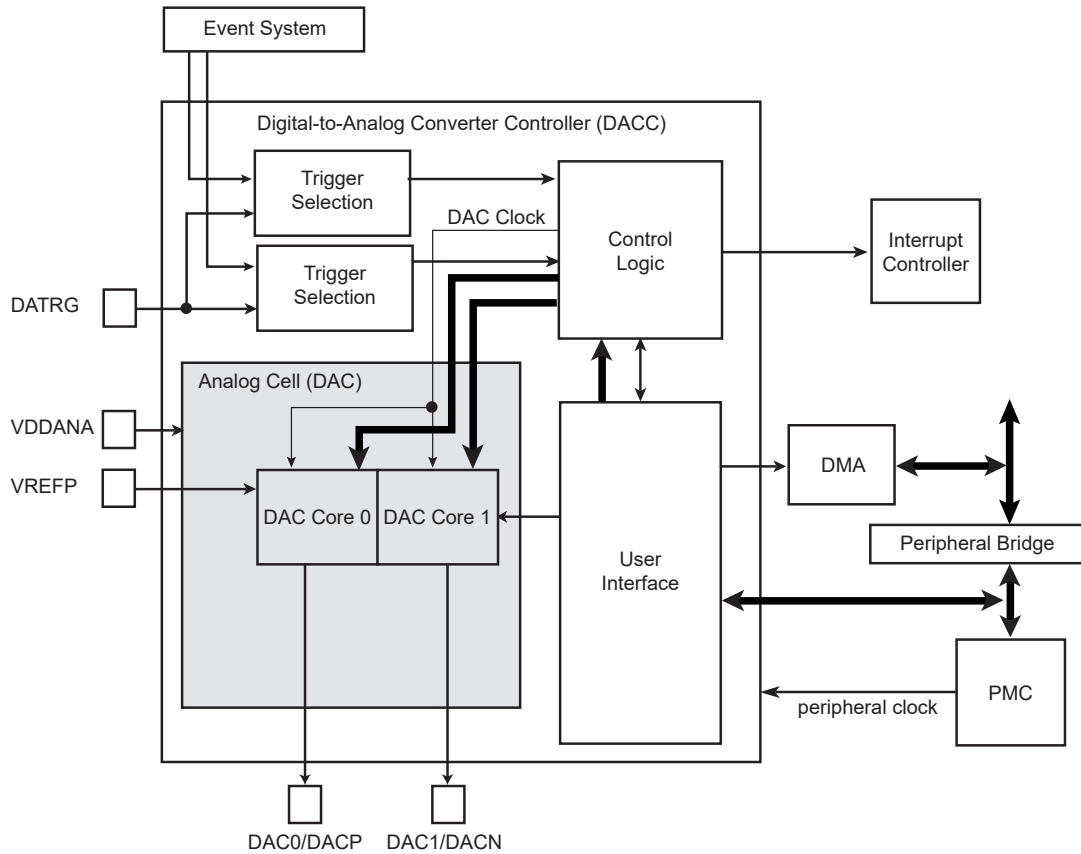 Event System
Digital-to-Analog Converter Controller (DACC)
Trigger
Selection
DAC Clock
Control
Logic
Interrupt
Controller
Trigger
Selection
DATRG
Analog Cell (DAC)
VDDANA
VREFP
DAC Core 0
DAC Core 1
DMA
Peripheral Bridge
User
Interface
PMC
peripheral clock
DAC0/DACP
DAC1/DACN